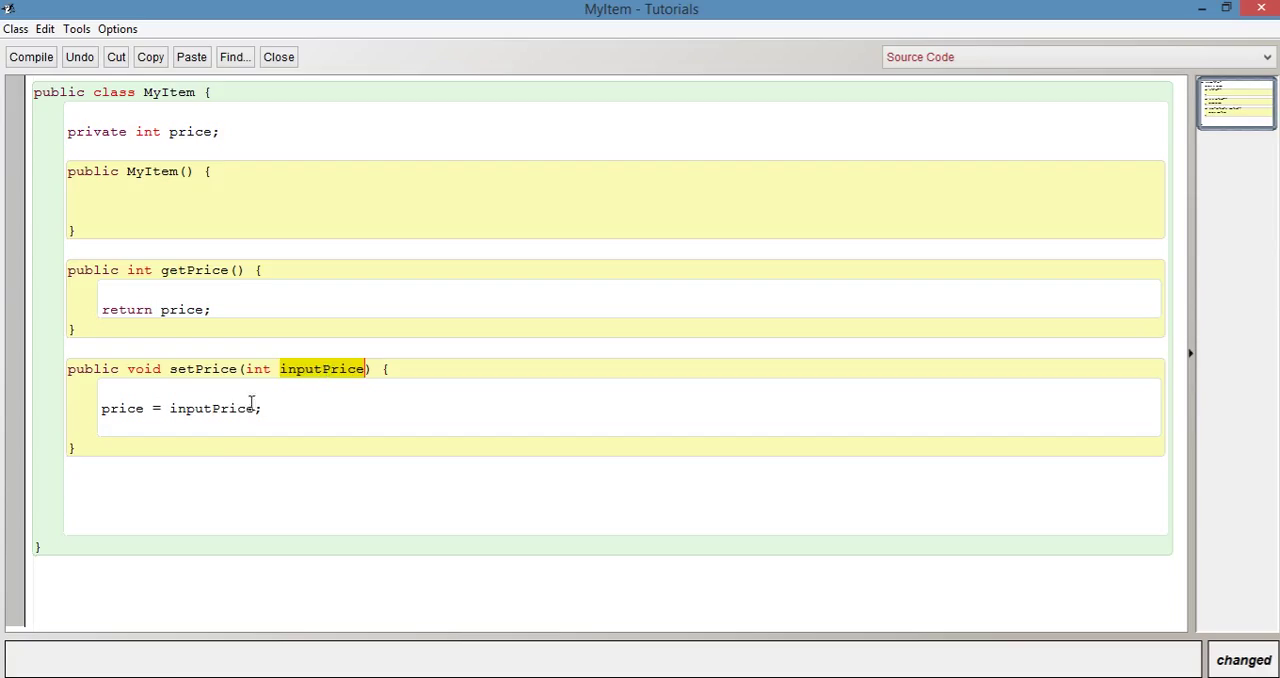 MyItem - Tutorials
Class Edit Tools Options
Compile Undo Cut Copy Paste Find... Close Source Code
public class MyItem {
private int price;
public MyItem() {
}
public int getPrice() {
return price;
}
public void setPrice(int inputPrice) {
price = inputPrice;
}
}
changed